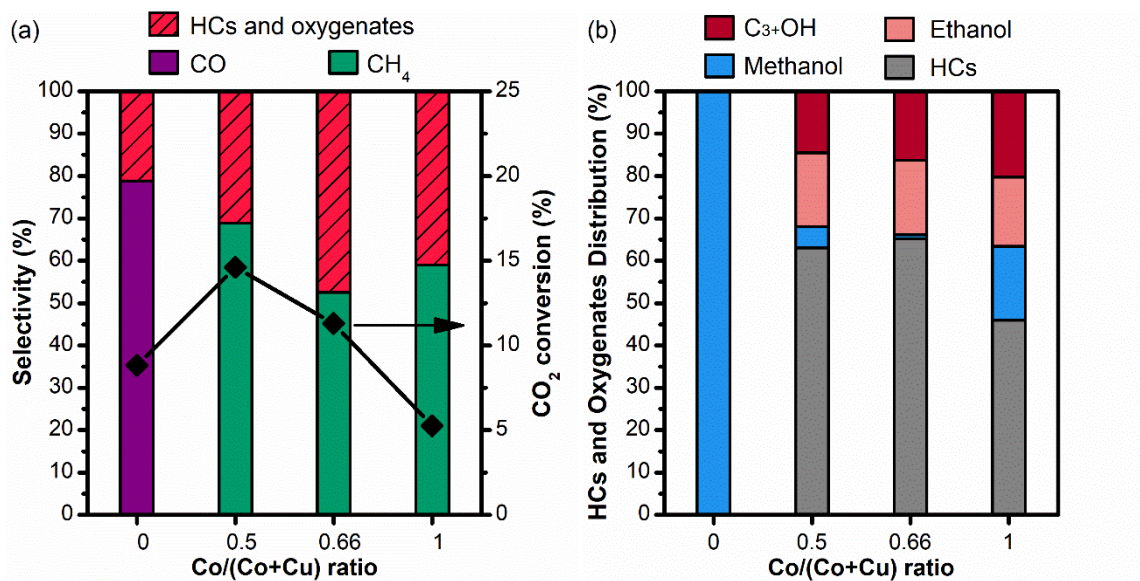 (a)
HCs and oxygenates
CO
CH₄
Selectivity (%)
100
90
80
70
60
50
40
30
20
10
0
25
20
15
10
5
0
CO₂ conversion (%)
0 0.5 0.66 1
Co/(Co+Cu) ratio
(b)
C₃₊OH Ethanol
Methanol HCs
HCs and Oxygenates Distribution (%)
100
90
80
70
60
50
40
30
20
10
0
0 0.5 0.66 1
Co/(Co+Cu) ratio